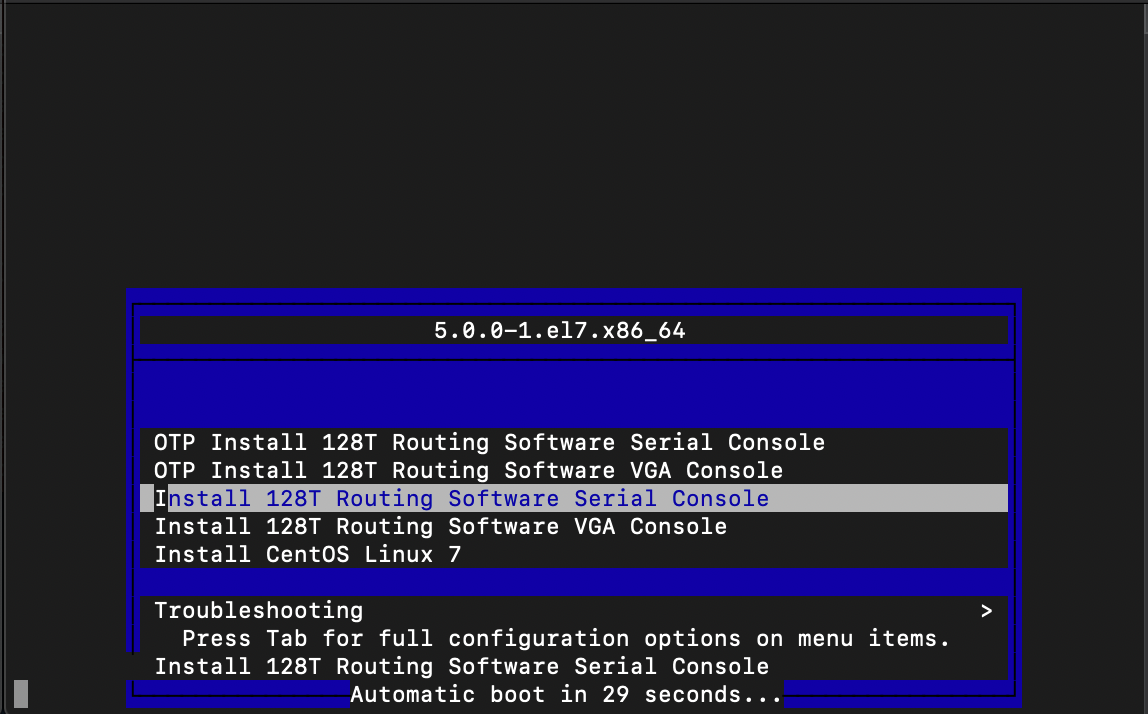 5.0.0-1.el7.x86_64
OTP Install 128T Routing Software Serial Console
OTP Install 128T Routing Software VGA Console
Install 128T Routing Software Serial Console
Install 128T Routing Software VGA Console
Install CentOS Linux 7
Troubleshooting >
Press Tab for full configuration options on menu items.
Install 128T Routing Software Serial Console
Automatic boot in 29 seconds...